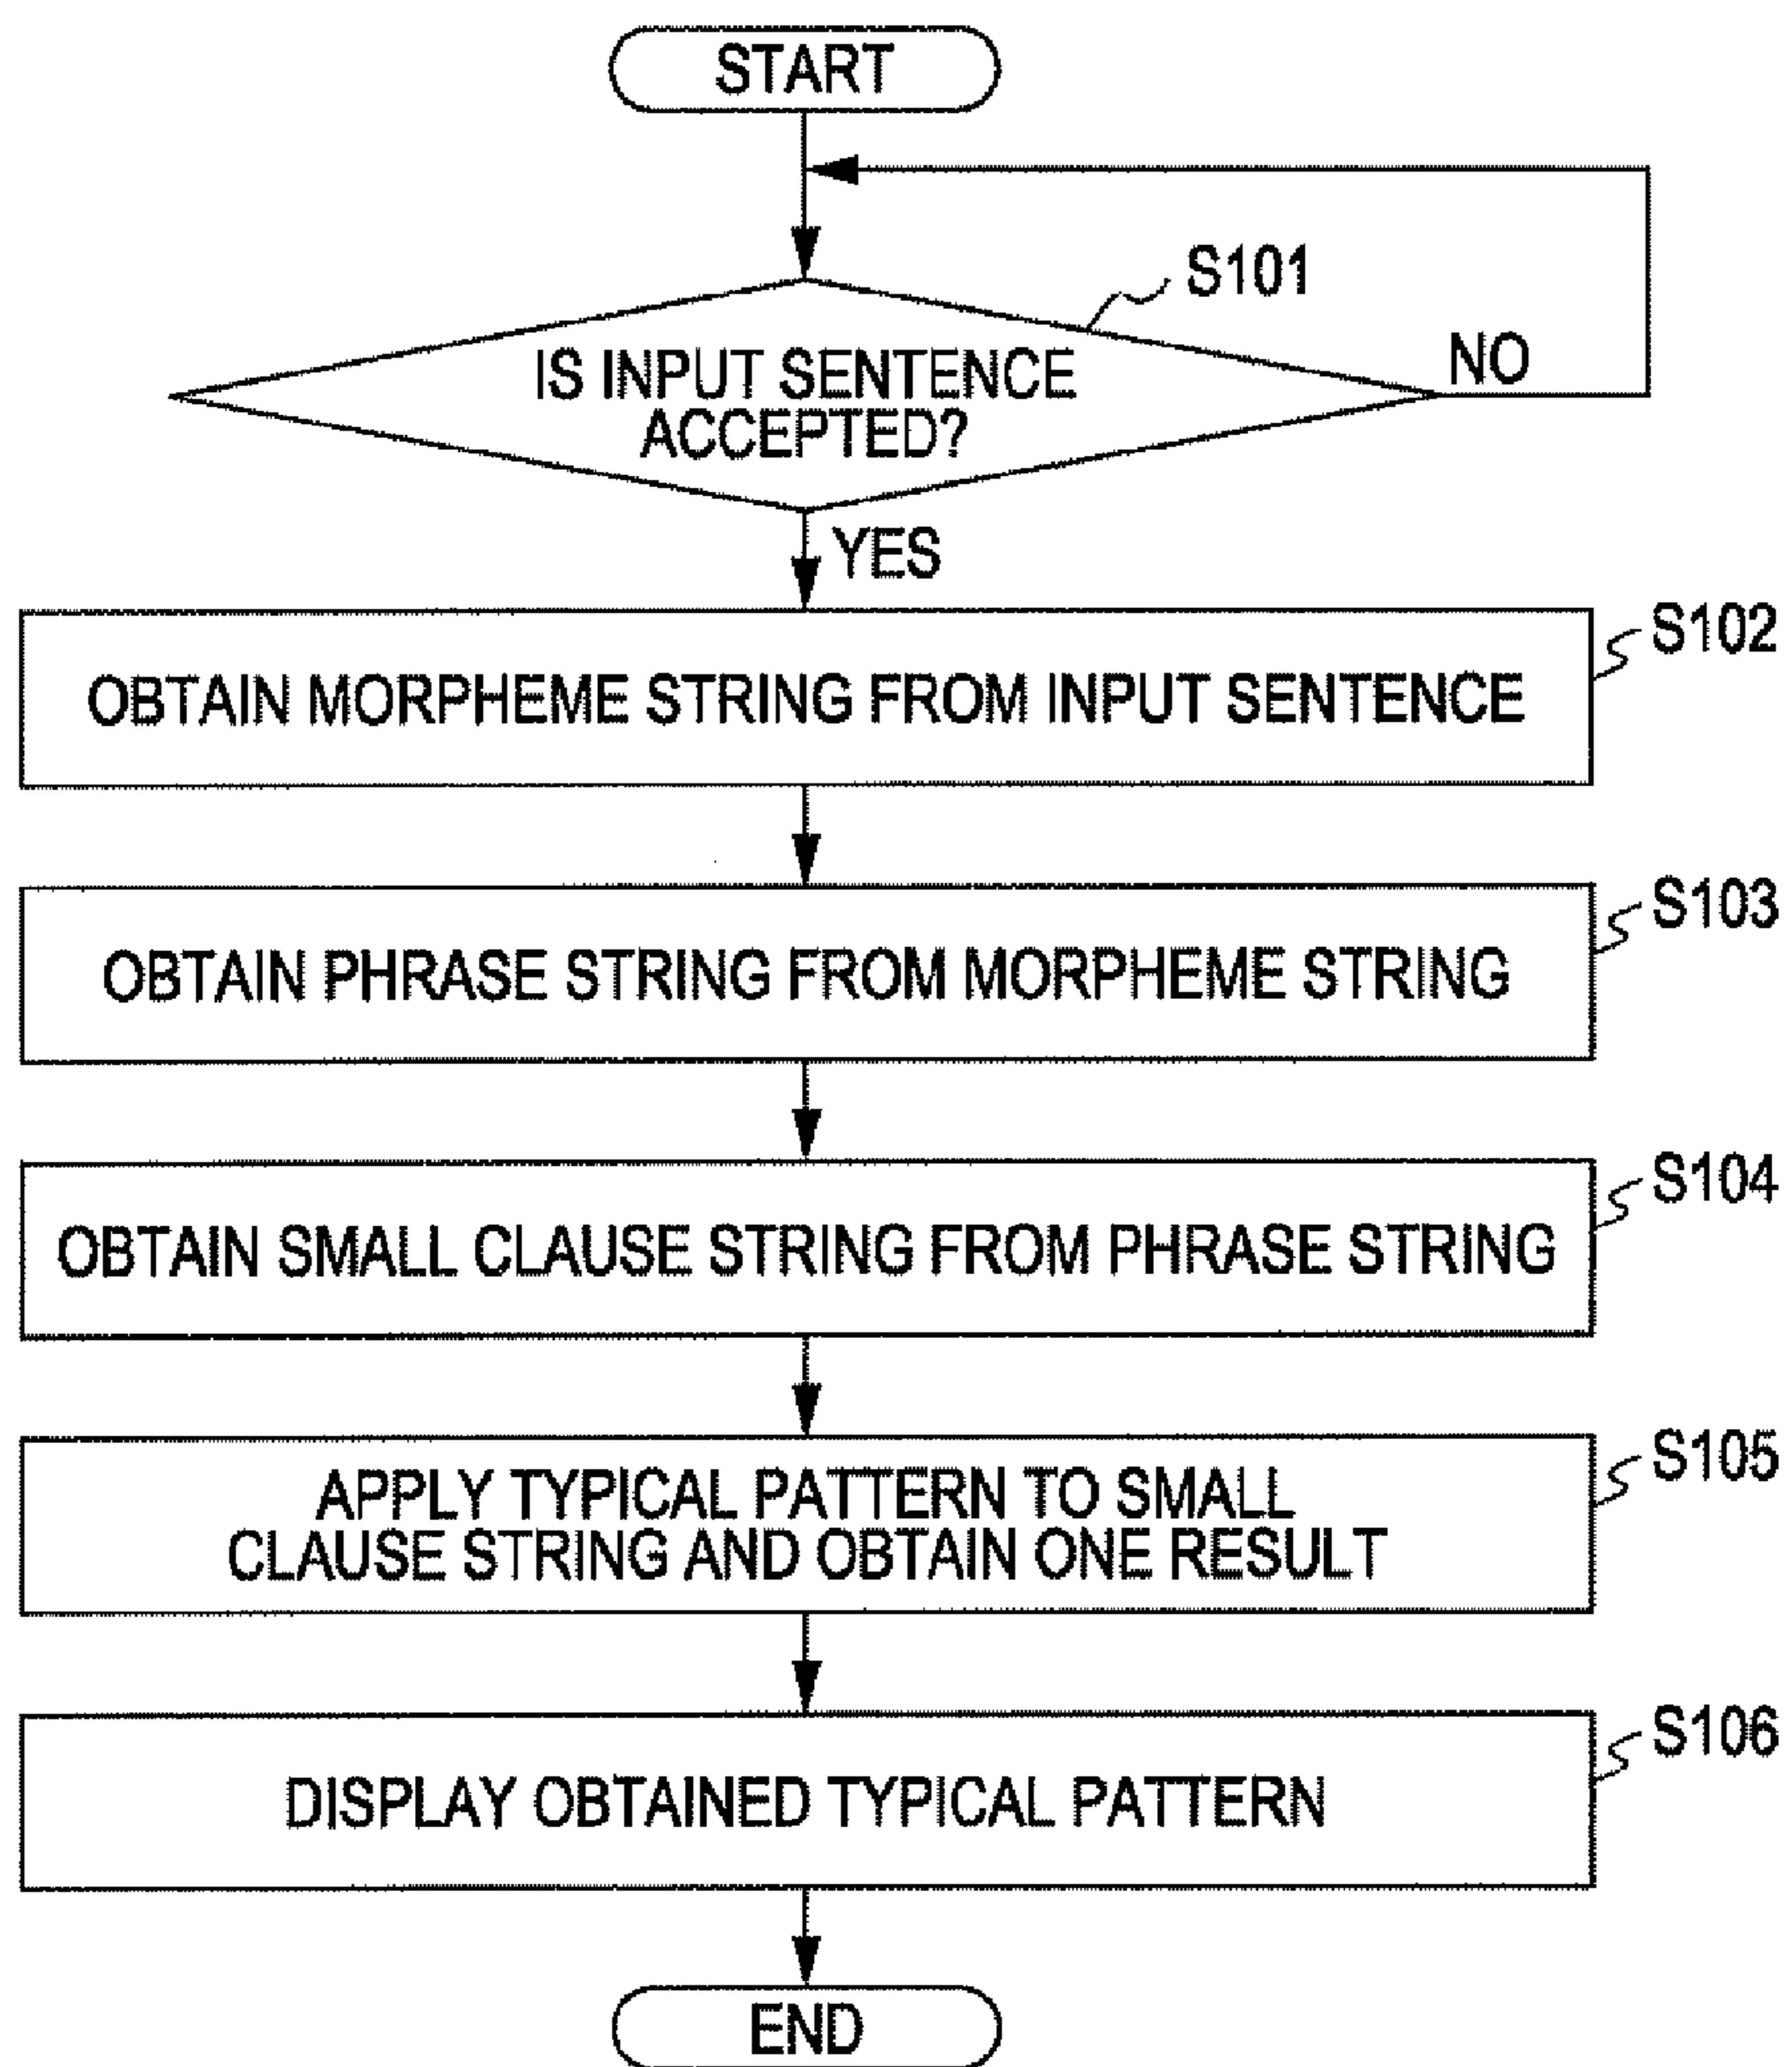 START
S101
IS INPUT SENTENCE
ACCEPTED?
NO
YES
S102
OBTAIN MORPHEME STRING FROM INPUT SENTENCE
S103
OBTAIN PHRASE STRING FROM MORPHEME STRING
S104
OBTAIN SMALL CLAUSE STRING FROM PHRASE STRING
S105
APPLY TYPICAL PATTERN TO SMALL
CLAUSE STRING AND OBTAIN ONE RESULT
S106
DISPLAY OBTAINED TYPICAL PATTERN
END